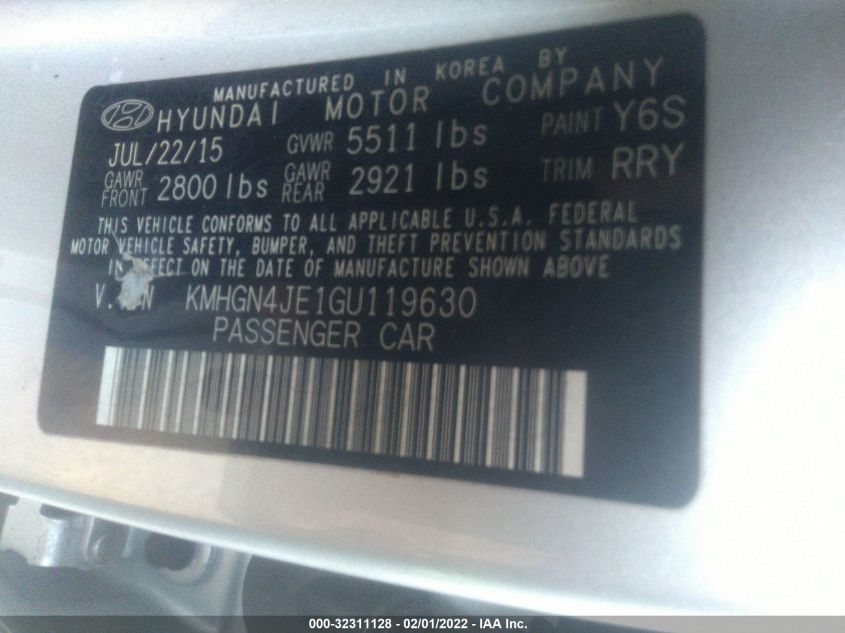 MANUFACTURED IN KOREA BY
HYUNDAI MOTOR COMPANY
JUL/22/15 GVWR 5511 lbs PAINT Y6S
GAWR FRONT 2800 lbs GAWR REAR 2921 lbs TRIM RRY
THIS VEHICLE CONFORMS TO ALL APPLICABLE U.S.A. FEDERAL
MOTOR VEHICLE SAFETY, BUMPER, AND THEFT PREVENTION STANDARDS
IN EFFECT ON THE DATE OF MANUFACTURE SHOWN ABOVE
V.I.N KMHGN4JE1GU119630
PASSENGER CAR
000-32311128 - 02/01/2022 - IAA Inc.